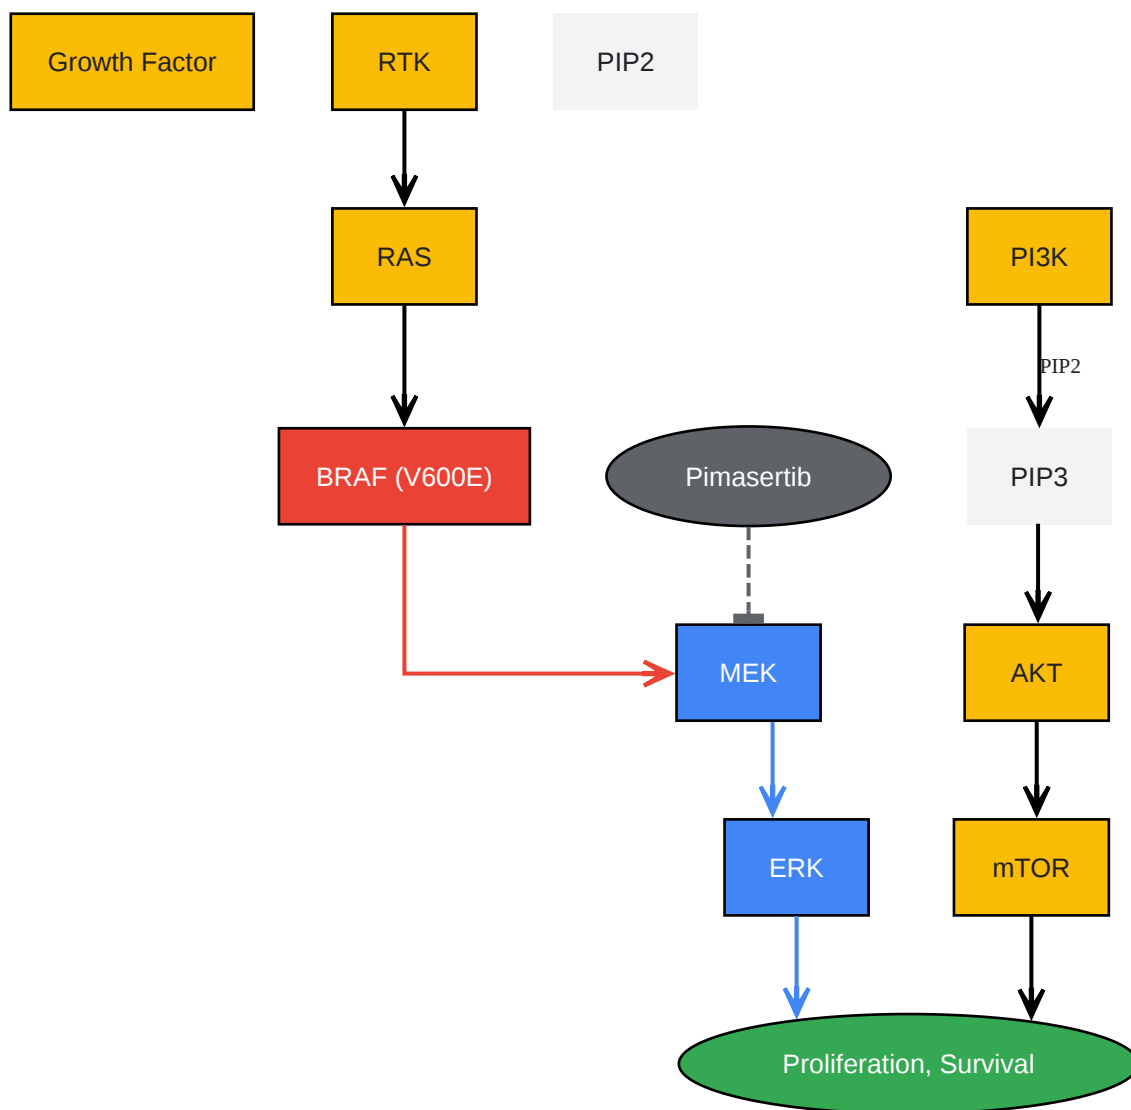 Growth Factor
RTK
PIP2
RAS
PI3K
PIP2
BRAF (V600E)
Pimasertib
PIP3
MEK
AKT
ERK
mTOR
Proliferation, Survival